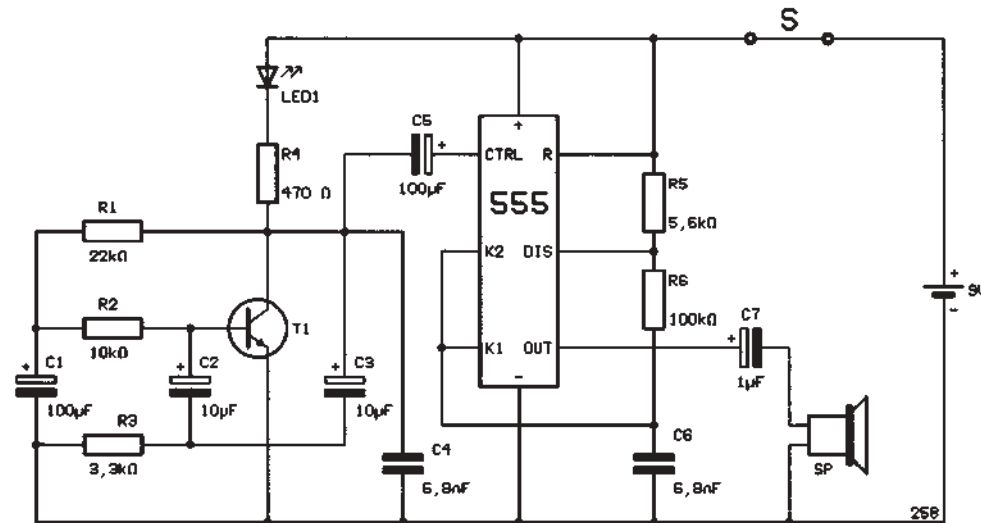 S
+
LED1
R4
470 Ω
C5
+
100µF
+
CTRL
R
555
K2
DIS
K1
OUT
-
R5
5,6kΩ
R6
100kΩ
R1
22kΩ
R2
10kΩ
T1
+
C1
100µF
+
C2
10µF
+
C3
10µF
R3
3,3kΩ
C4
6,8nF
C6
6,8nF
C7
+
1µF
SP
+
-
258